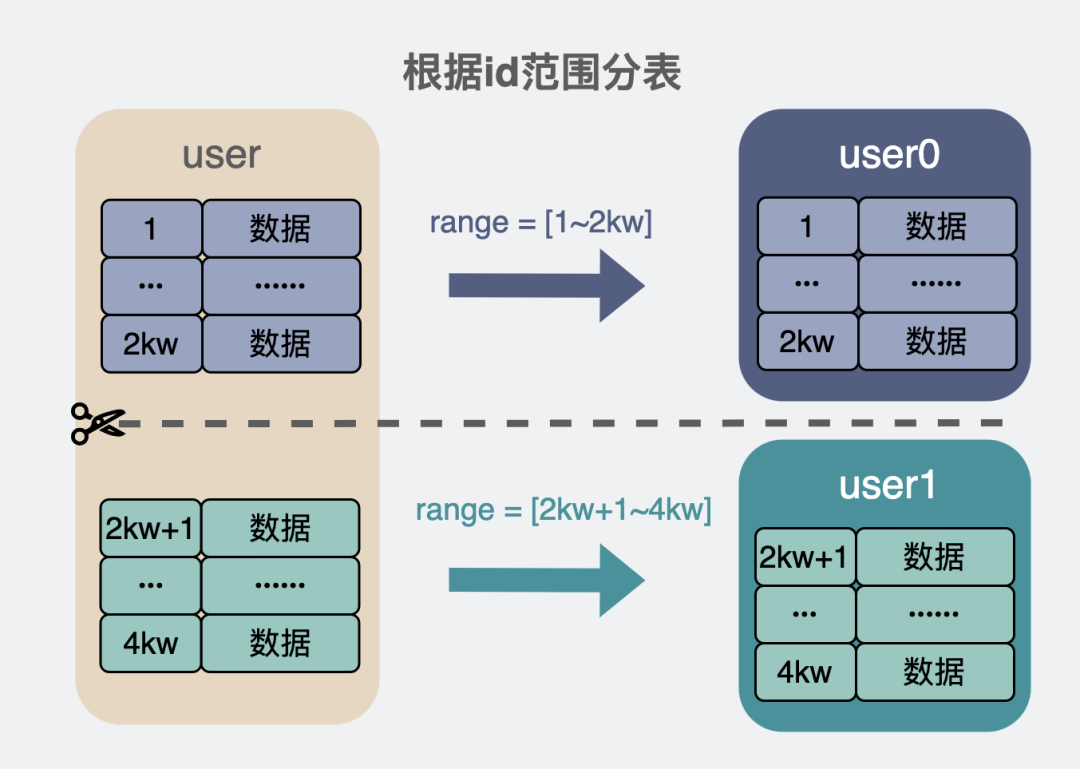 根据id范围分表
user
1 数据
... ......
2kw 数据
range = [1~2kw]
user0
1 数据
... ......
2kw 数据
2kw+1 数据
... ......
4kw 数据
range = [2kw+1~4kw]
user1
2kw+1 数据
... ......
4kw 数据